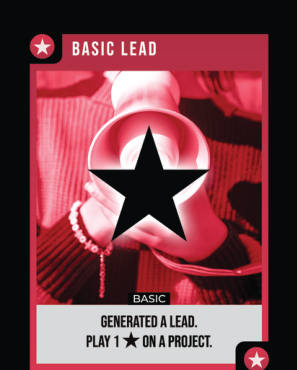 BASIC LEAD
BASIC
GENERATED A LEAD.
PLAY 1 ★ ON A PROJECT.